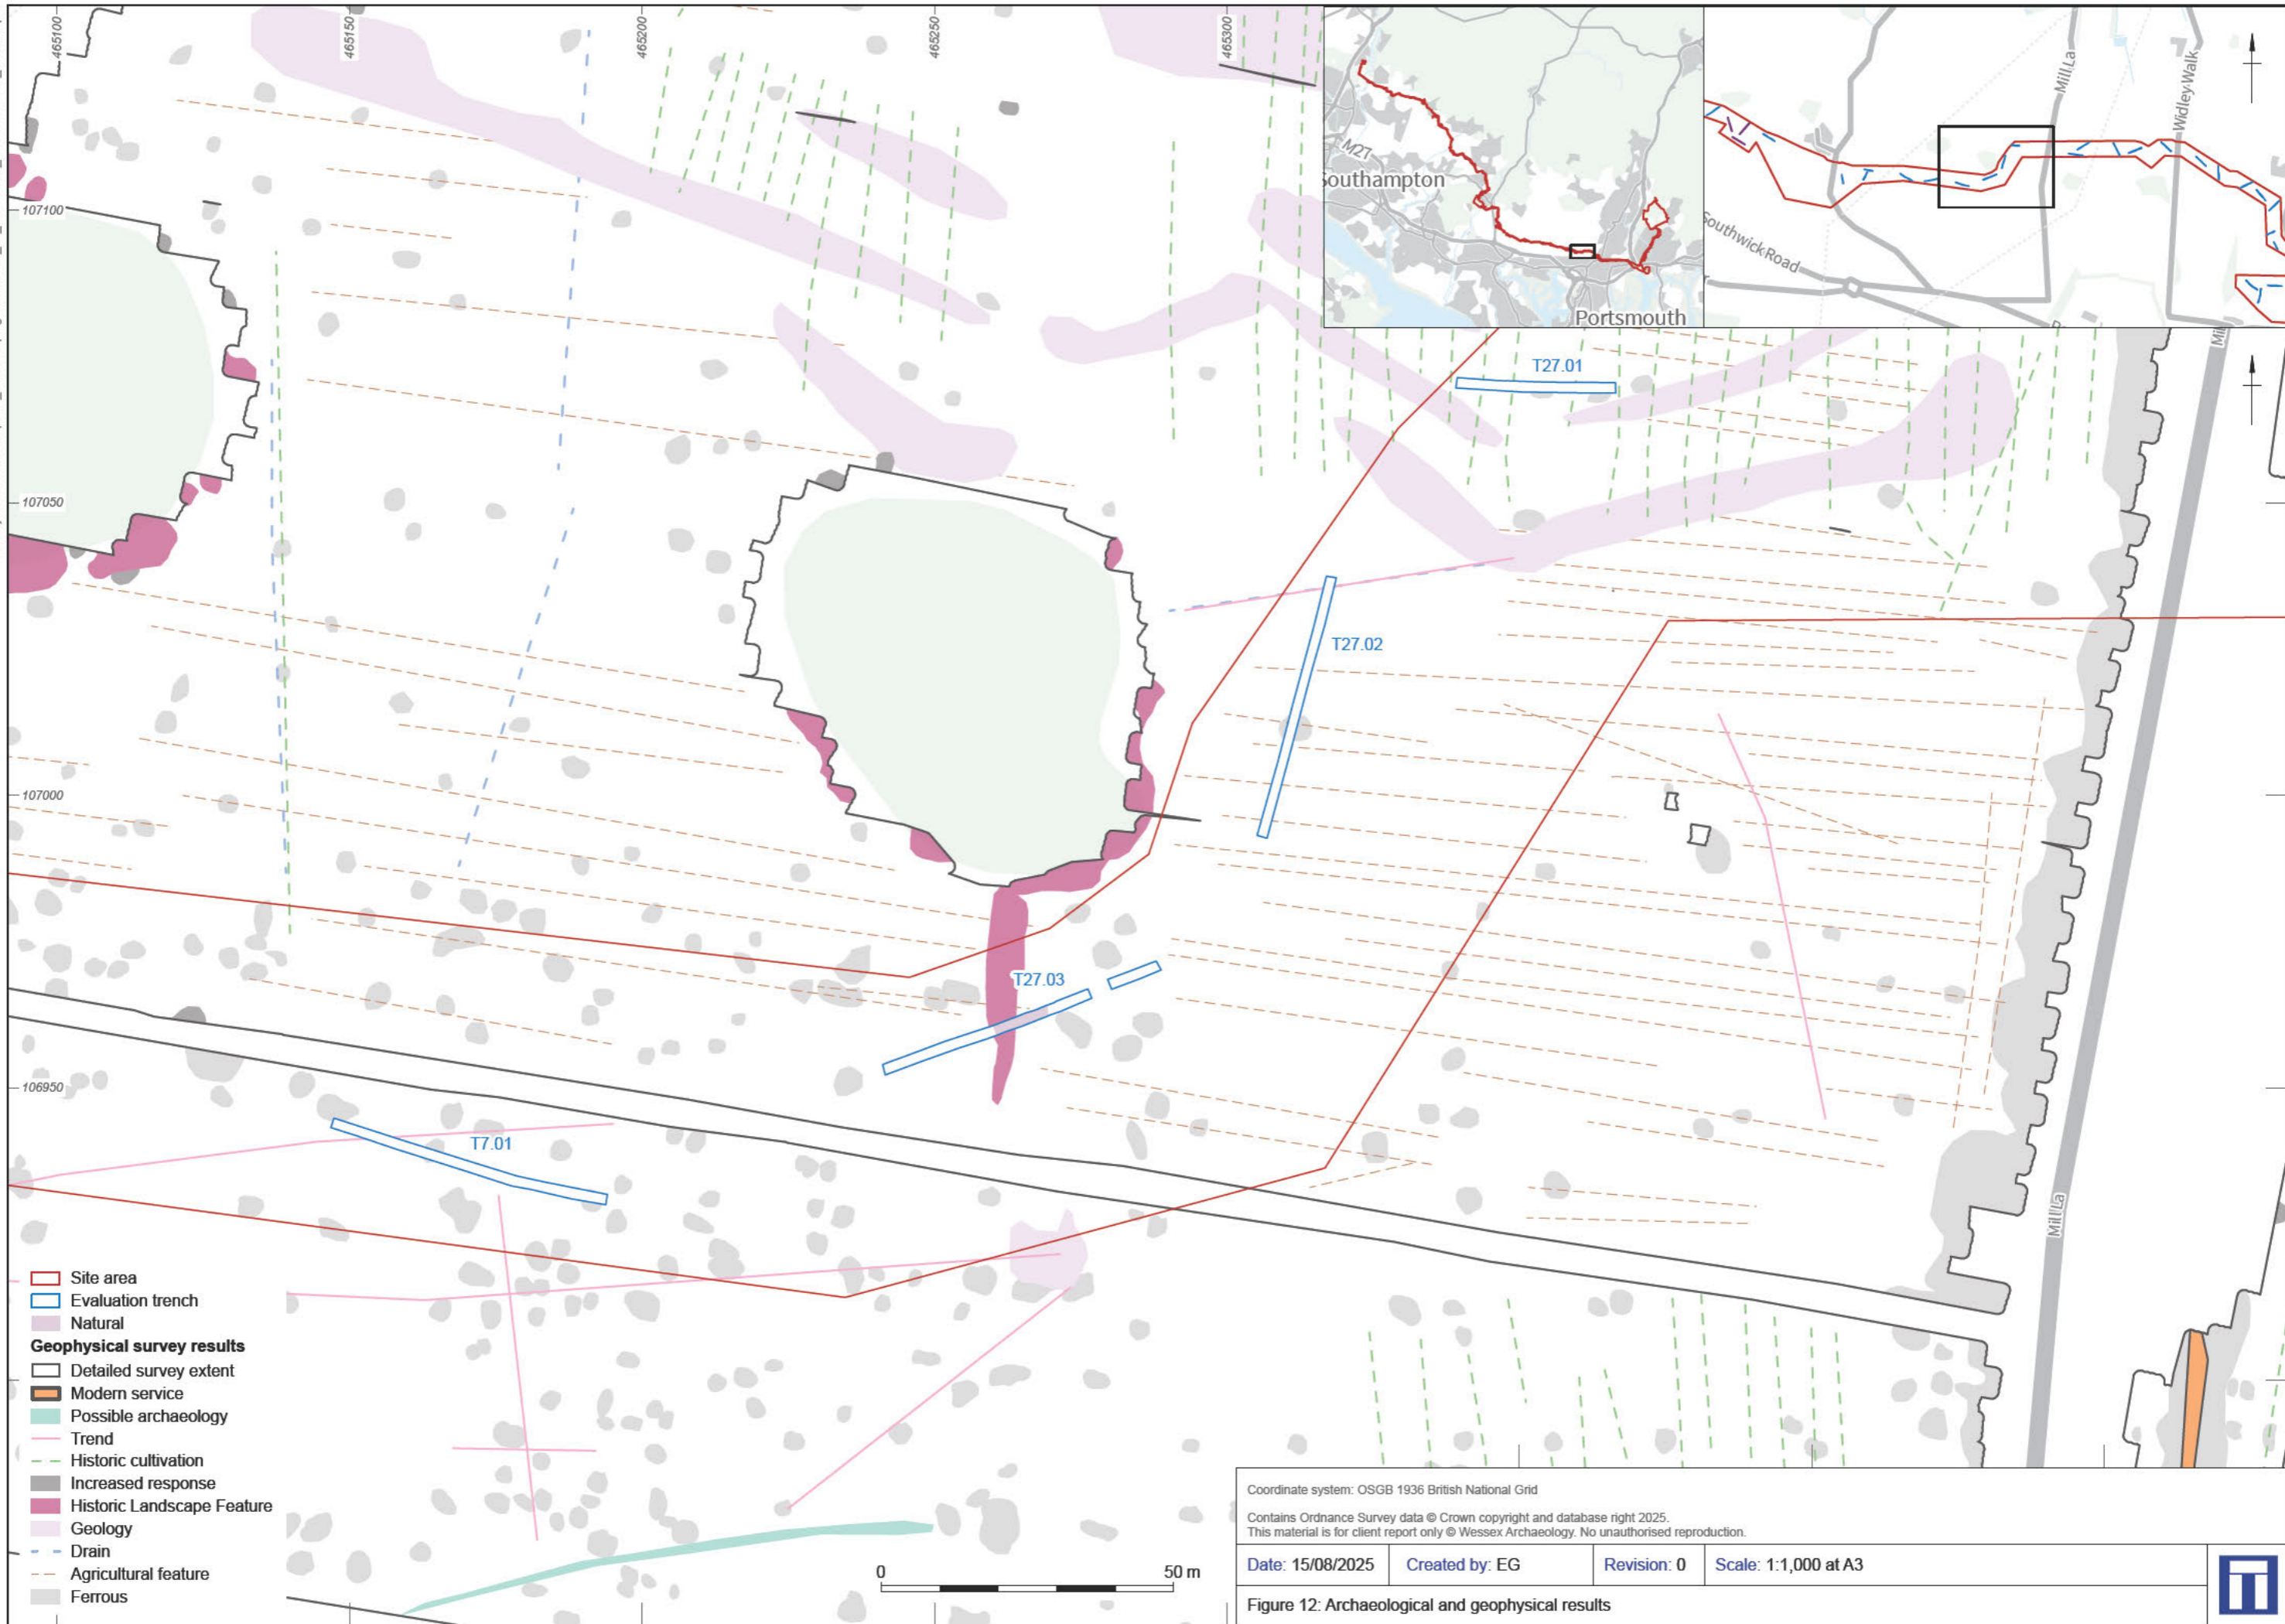 465100
465150
465200
465250
465300
107100
107050
107000
106950
M27
Southampton
Portsmouth
Mill La
Widley Walk
Southwick Road
T27.01
T27.02
T27.03
T7.01
Mill La
Site area
Evaluation trench
Natural
Geophysical survey results
Detailed survey extent
Modern service
Possible archaeology
Trend
Historic cultivation
Increased response
Historic Landscape Feature
Geology
Drain
Agricultural feature
Ferrous
0 50 m
Coordinate system: OSGB 1936 British National Grid
Contains Ordnance Survey data © Crown copyright and database right 2025.
This material is for client report only © Wessex Archaeology. No unauthorised reproduction.
Date: 15/08/2025 Created by: EG Revision: 0 Scale: 1:1,000 at A3
Figure 12: Archaeological and geophysical results